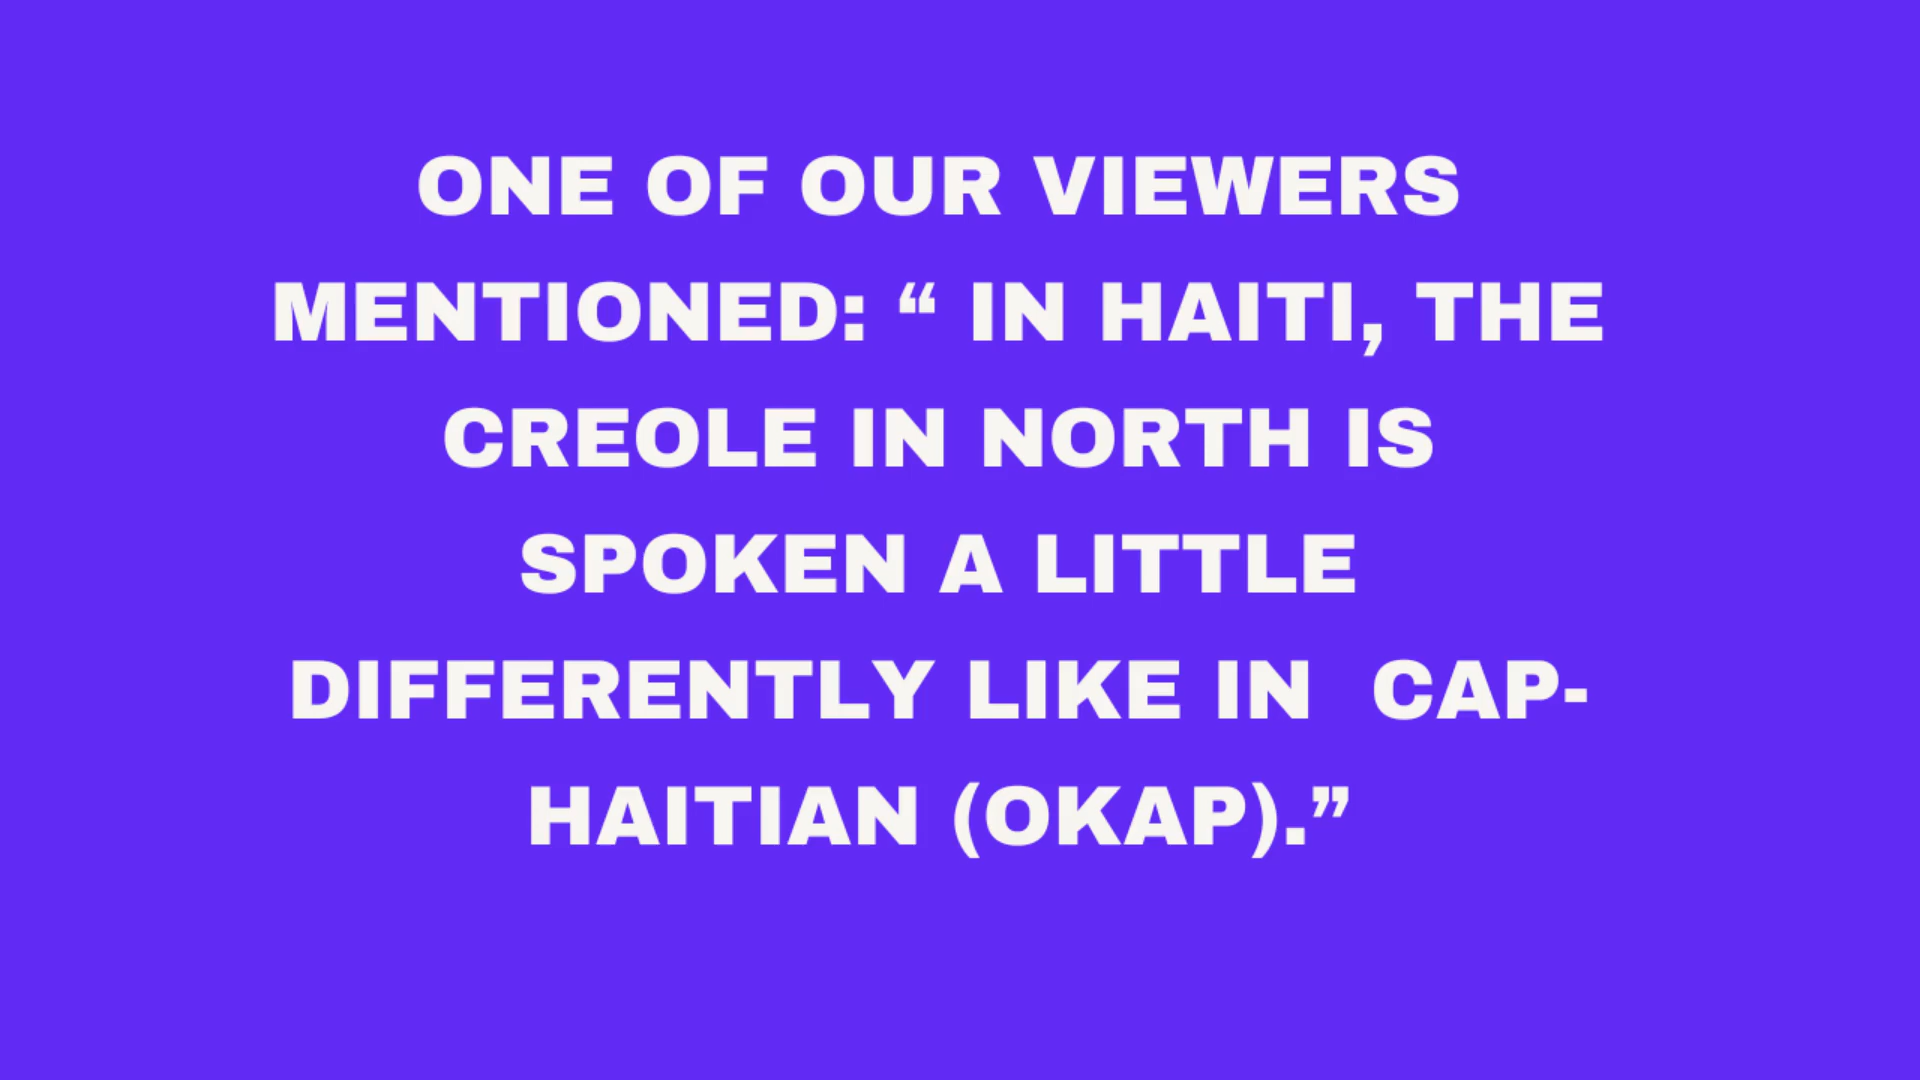 ONE OF OUR VIEWERS
MENTIONED: “ IN HAITI, THE
CREOLE IN NORTH IS
SPOKEN A LITTLE
DIFFERENTLY LIKE IN  CAP-
HAITIAN (OKAP).”